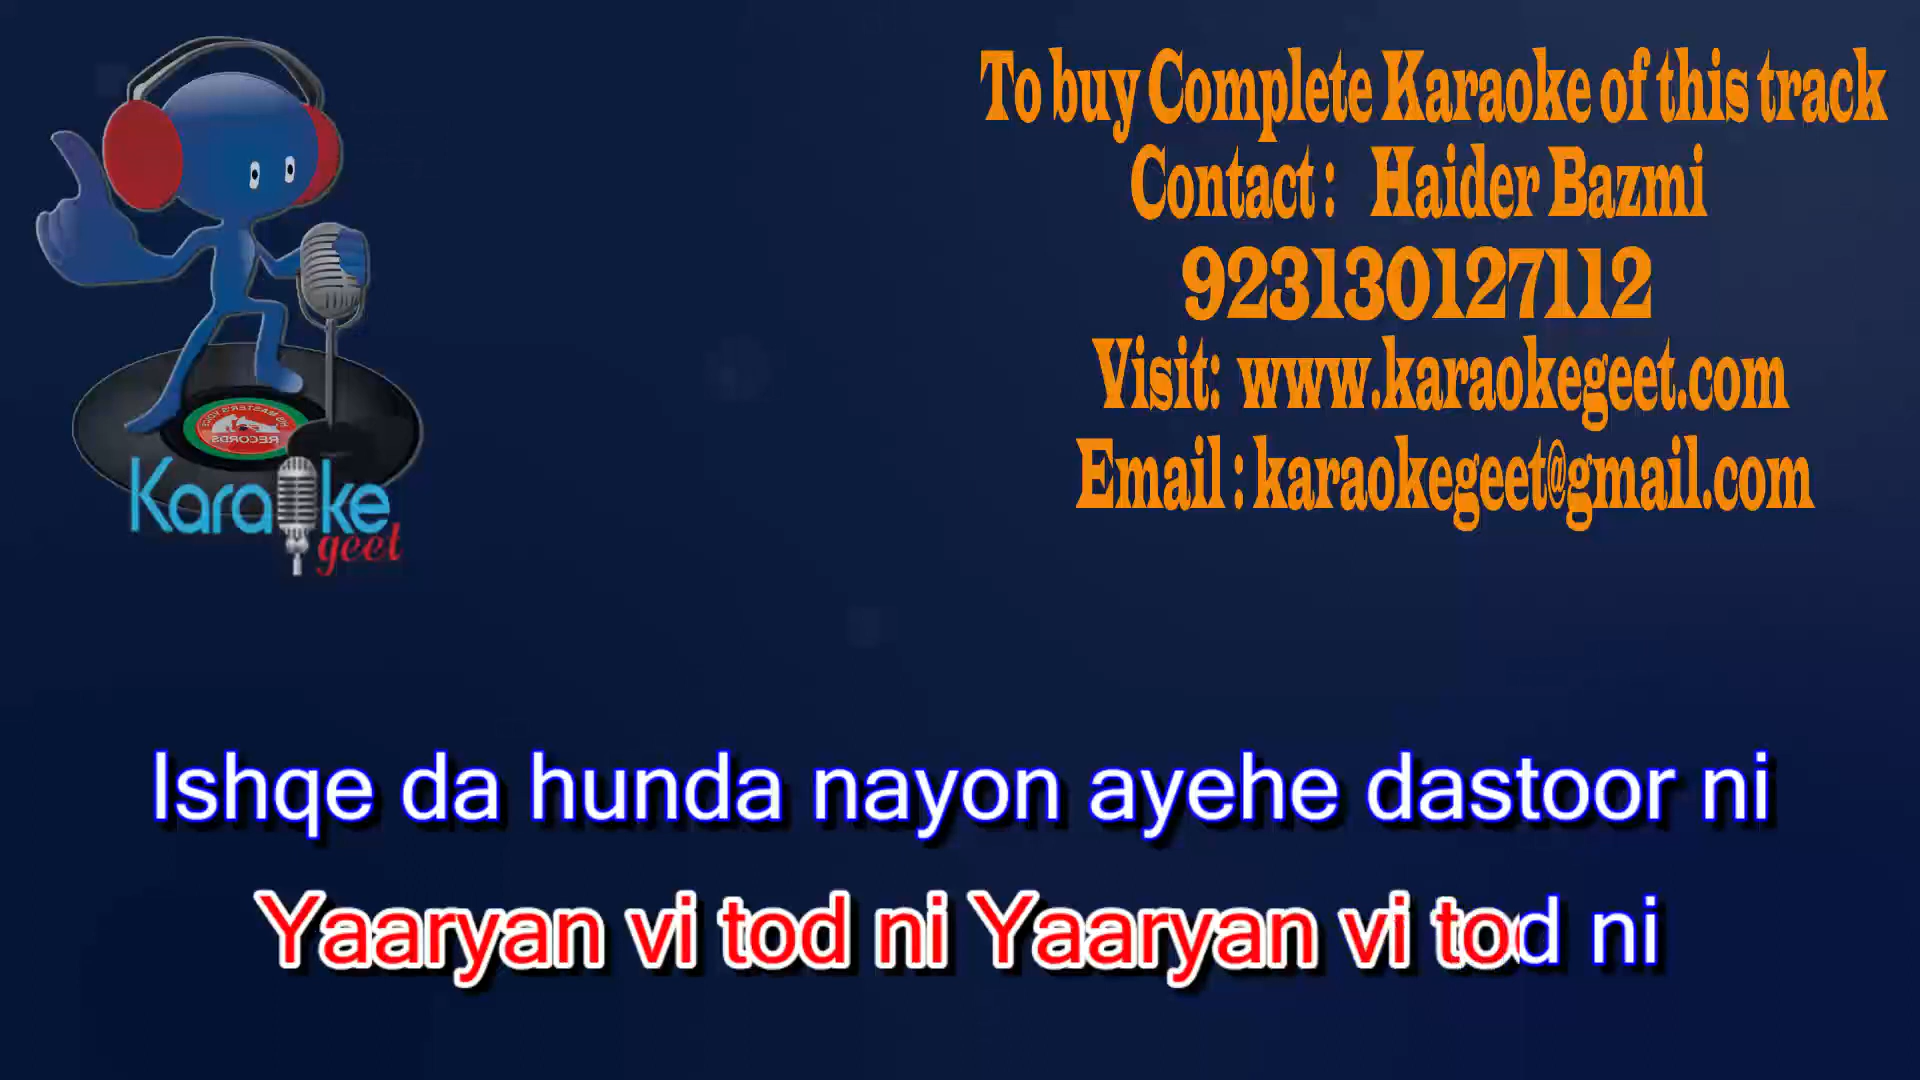 To buy Complete Karaoke of this track
Contact : Haider Bazmi
923130127112
Visit: www.karaokegeet.com
Email : karaokegeet@gmail.com
RECORDS
Karaoke
geet
Ishqe da hunda nayon ayehe dastoor ni
Yaaryan vi tod ni Yaaryan vi tod ni